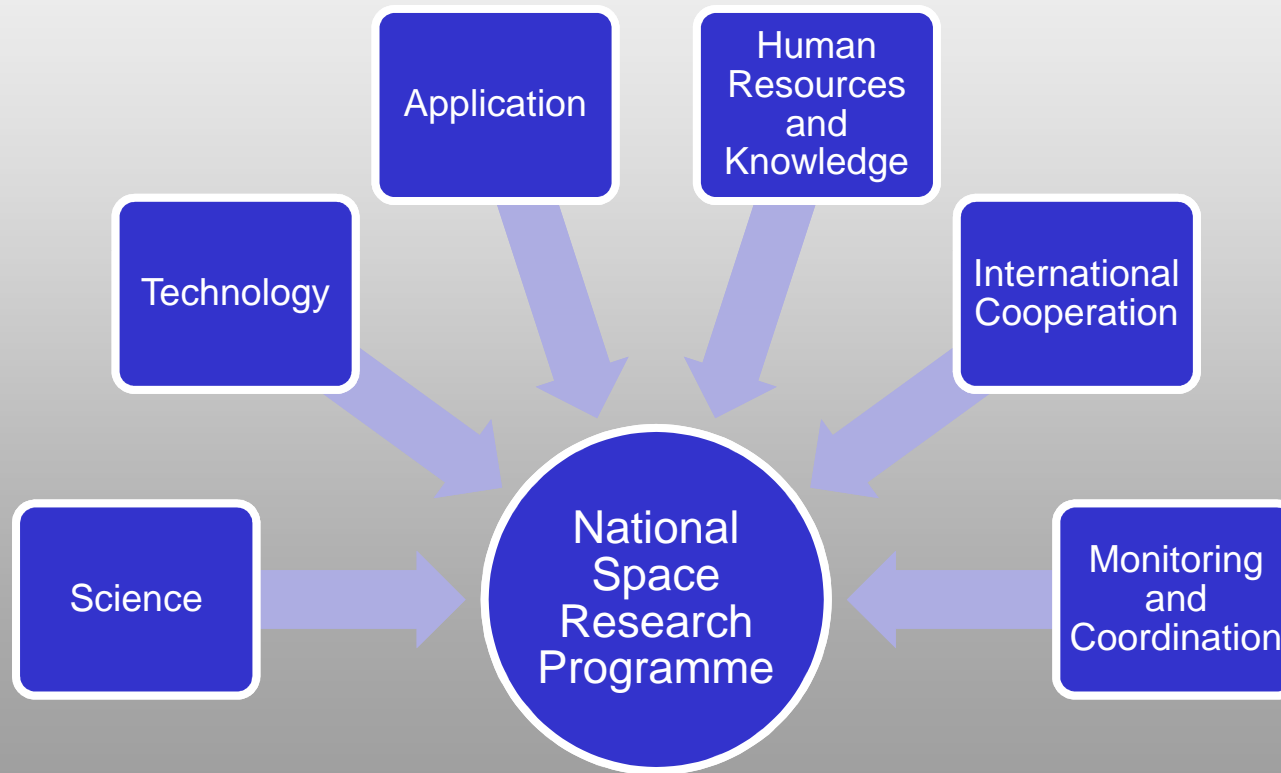 Application
Human
Resources
and
Knowledge
Technology
International
Cooperation
Science
National
Space
Research
Programme
Monitoring
and
Coordination